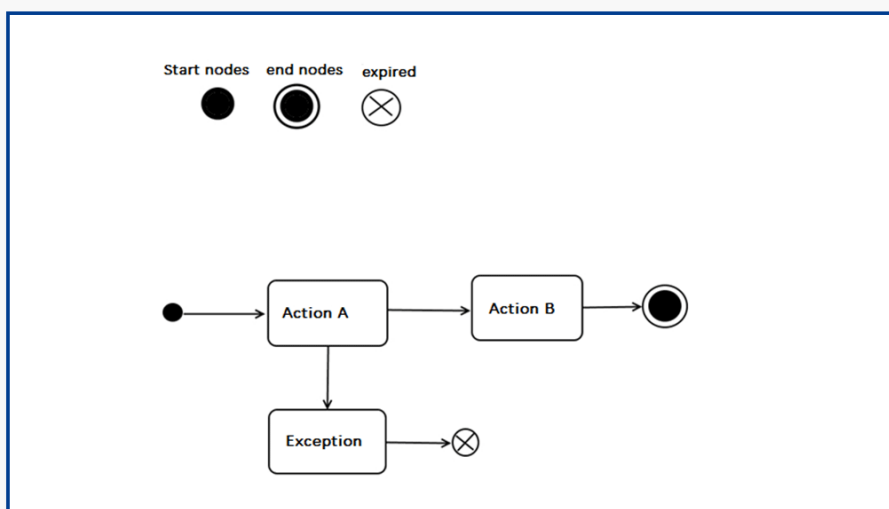 Start nodes end nodes expired
Action A
Action B
Exception